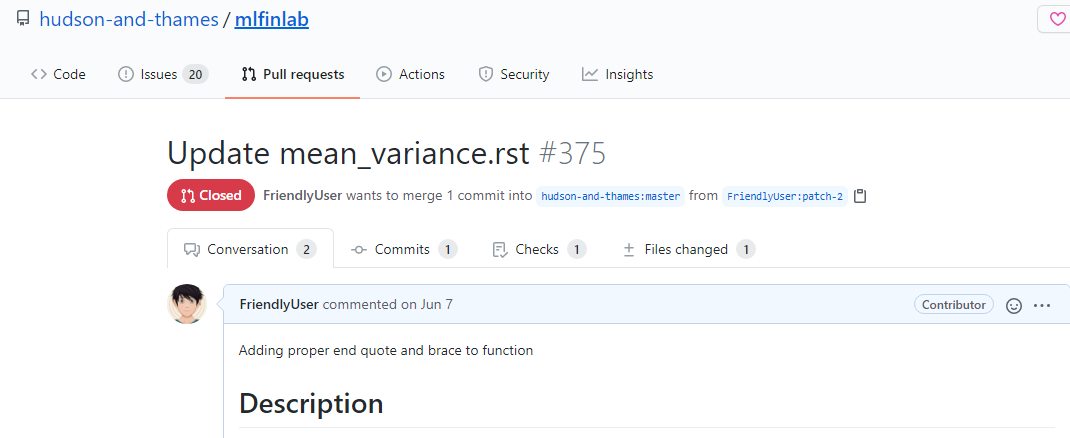 hudson-and-thames / mlfinlab
Code Issues 20 Pull requests Actions Security Insights
Update mean_variance.rst #375
Closed FriendlyUser wants to merge 1 commit into hudson-and-thames:master from FriendlyUser:patch-2
Conversation 2 Commits 1 Checks 1 Files changed 1
FriendlyUser commented on Jun 7 Contributor
Adding proper end quote and brace to function
Description